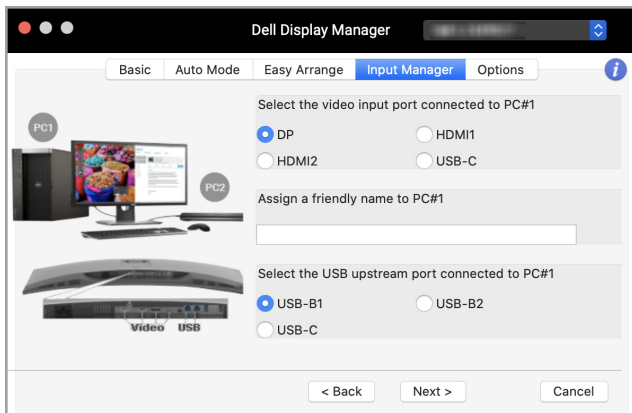 Dell Display Manager
Basic Auto Mode Easy Arrange Input Manager Options i
Select the video input port connected to PC#1
DP HDMI1
HDMI2 USB-C
PC1
PC2
Assign a friendly name to PC#1
Select the USB upstream port connected to PC#1
USB-B1 USB-B2
USB-C
Video USB
< Back Next > Cancel